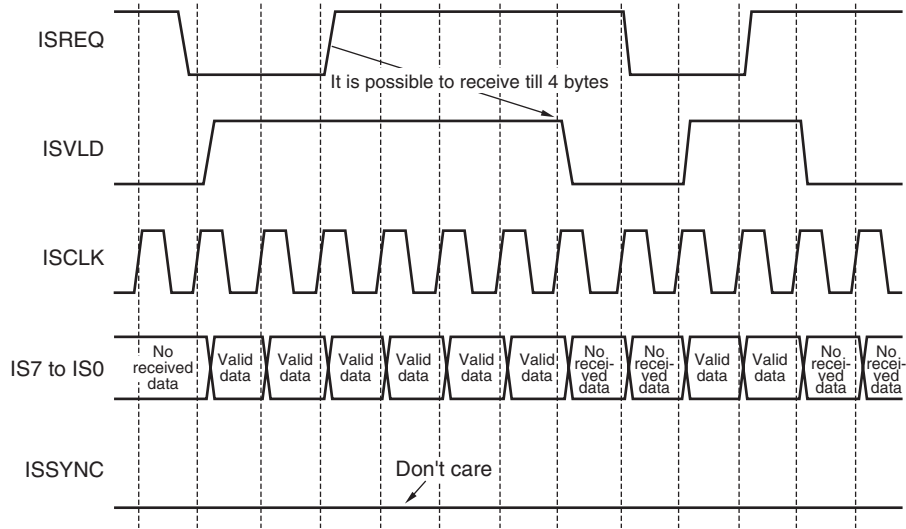 ISREQ
It is possible to receive till 4 bytes
ISVLD
ISCLK
IS7 to IS0
No
received
data
Valid
data
Valid
data
Valid
data
Valid
data
Valid
data
Valid
data
No
recei-
ved
data
No
recei-
ved
data
Valid
data
Valid
data
No
recei-
ved
data
No
recei-
ved
data
ISSYNC
Don't care